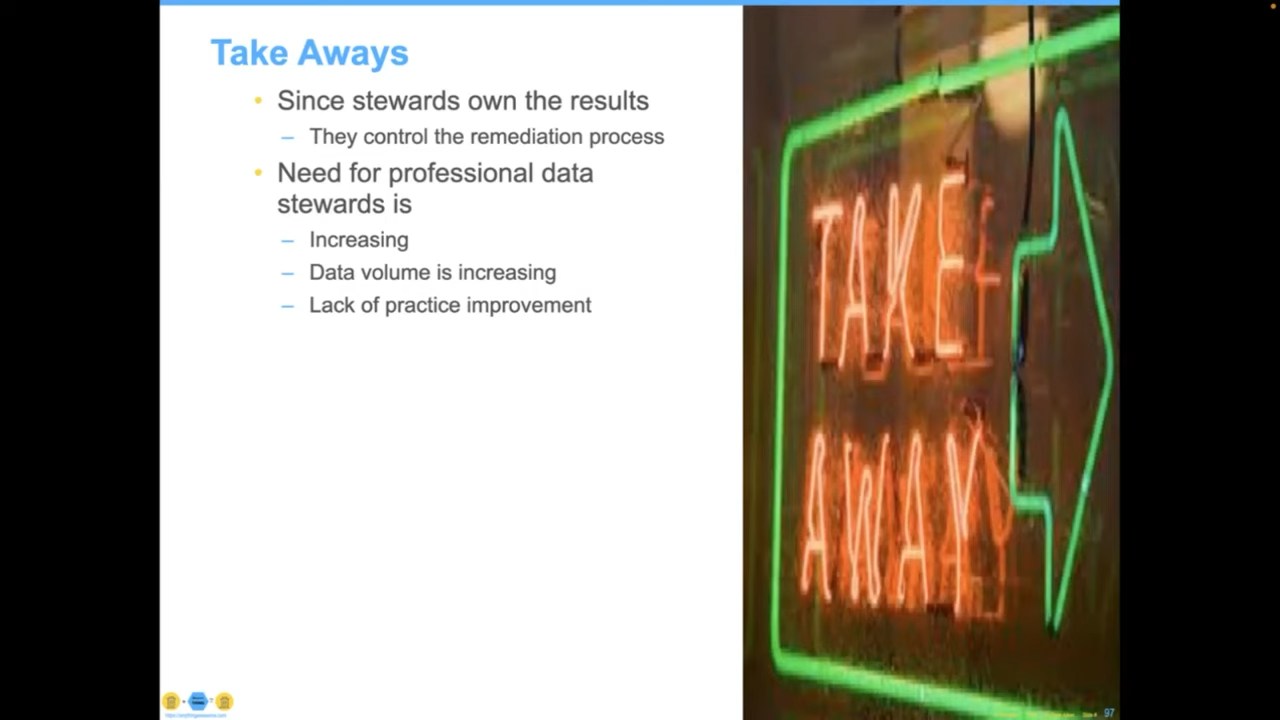 Take Aways
• Since stewards own the results
– They control the remediation process
• Need for professional data
stewards is
– Increasing
– Data volume is increasing
– Lack of practice improvement
TAKE
AWAY
97